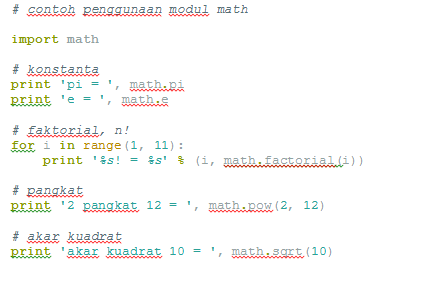 # contoh penggunaan modul math
import math
# konstanta
print 'pi = ', math.pi
print 'e = ', math.e
# faktorial, n!
for i in range(1, 11):
    print '%s! = %s' % (i, math.factorial(i))
# pangkat
print '2 pangkat 12 = ', math.pow(2, 12)
# akar kuadrat
print 'akar kuadrat 10 = ', math.sqrt(10)